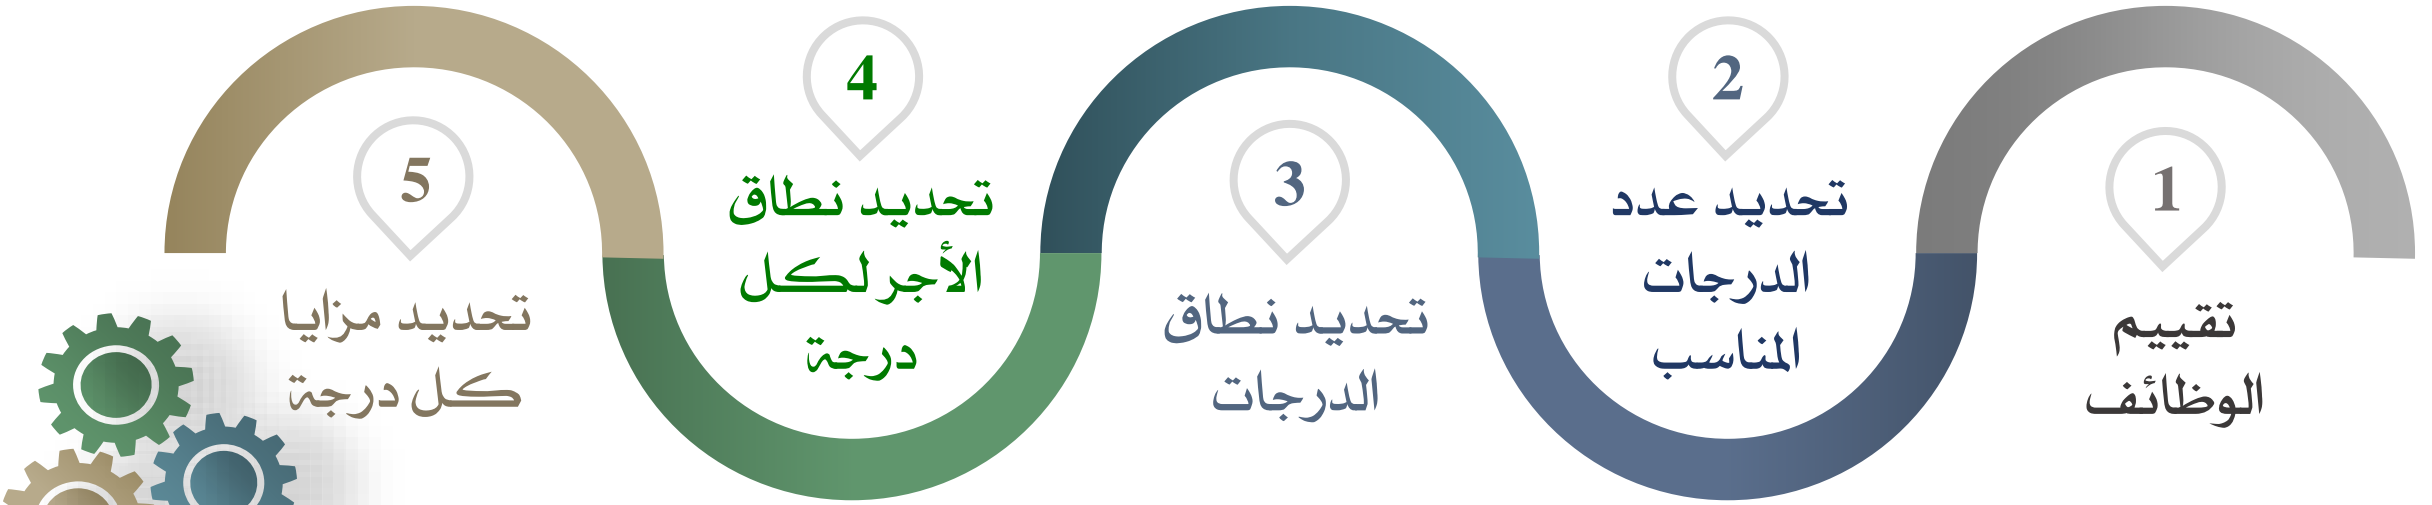 1
تقييم
الوظائف
2
تحديد عدد
الدرجات
المناسب
3
تحديد نطاق
الدرجات
4
تحديد نطاق
الأجر لكل
درجة
5
تحديد مزايا
كل درجة